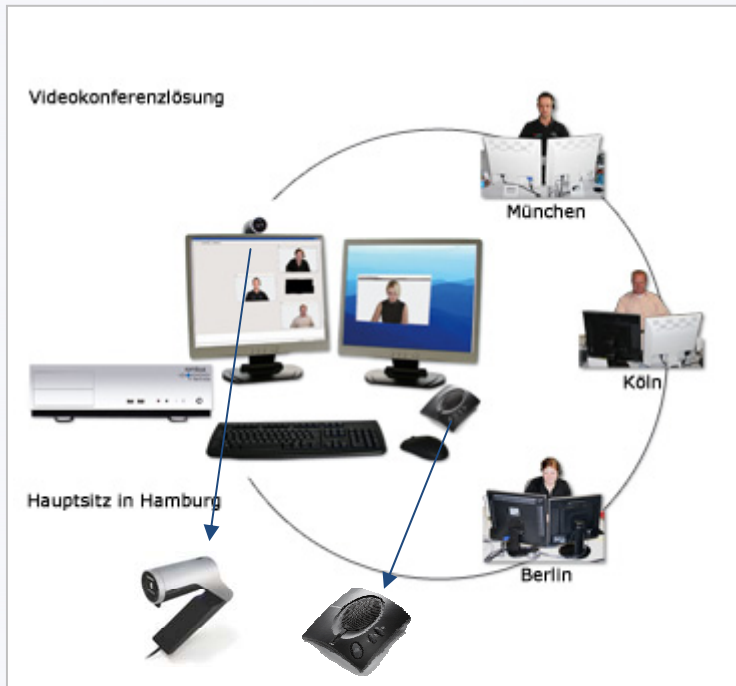 Videokonferenzlösung
München
Köln
Hauptsitz in Hamburg
Berlin